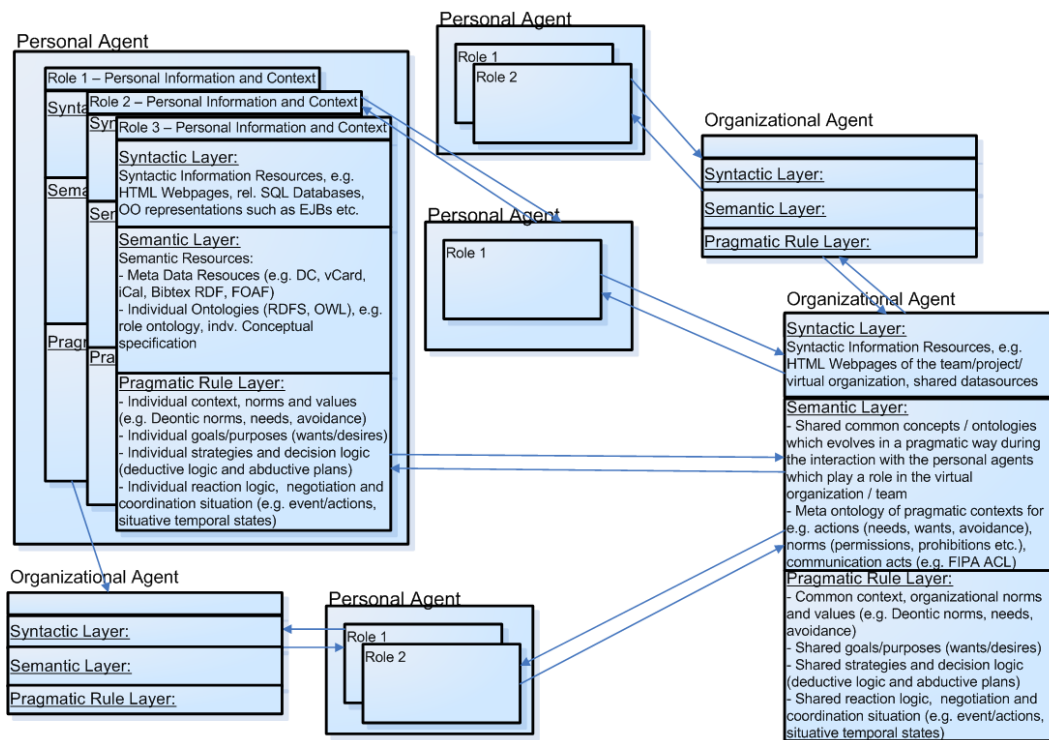 Personal Agent
Role 1 – Personal Information and Context
Synta
Sema
Pragr
Role 2 – Personal Information and Context
Syn
Sem
Pra
Role 3 – Personal Information and Context
Syntactic Layer:
Syntactic Information Resources, e.g.
HTML Webpages, rel. SQL Databases,
OO representations such as EJBs etc.
Semantic Layer:
Semantic Resources:
- Meta Data Resouces (e.g. DC, vCard,
iCal, Bibtex RDF, FOAF)
- Individual Ontologies (RDFS, OWL), e.g.
role ontology, indv. Conceptual
specification
Pragmatic Rule Layer:
- Individual context, norms and values
(e.g. Deontic norms, needs, avoidance)
- Individual goals/purposes (wants/desires)
- Individual strategies and decision logic
(deductive logic and abductive plans)
- Individual reaction logic, negotiation and
coordination situation (e.g. event/actions,
situative temporal states)
Personal Agent
Role 1
Role 2
Organizational Agent
Syntactic Layer:
Semantic Layer:
Pragmatic Rule Layer:
Personal Agent
Role 1
Organizational Agent
Syntactic Layer:
Syntactic Information Resources, e.g.
HTML Webpages of the team/project/
virtual organization, shared datasources
Semantic Layer:
- Shared common concepts / ontologies
which evolves in a pragmatic way during
the interaction with the personal agents
which play a role in the virtual
organization / team
- Meta ontology of pragmatic contexts for
e.g. actions (needs, wants, avoidance),
norms (permissions, prohibitions etc.),
communication acts (e.g. FIPA ACL)
Pragmatic Rule Layer:
- Common context, organizational norms
and values (e.g. Deontic norms, needs,
avoidance)
- Shared goals/purposes (wants/desires)
- Shared strategies and decision logic
(deductive logic and abductive plans)
- Shared reaction logic, negotiation and
coordination situation (e.g. event/actions,
situative temporal states)
Organizational Agent
Syntactic Layer:
Semantic Layer:
Pragmatic Rule Layer:
Personal Agent
Role 1
Role 2